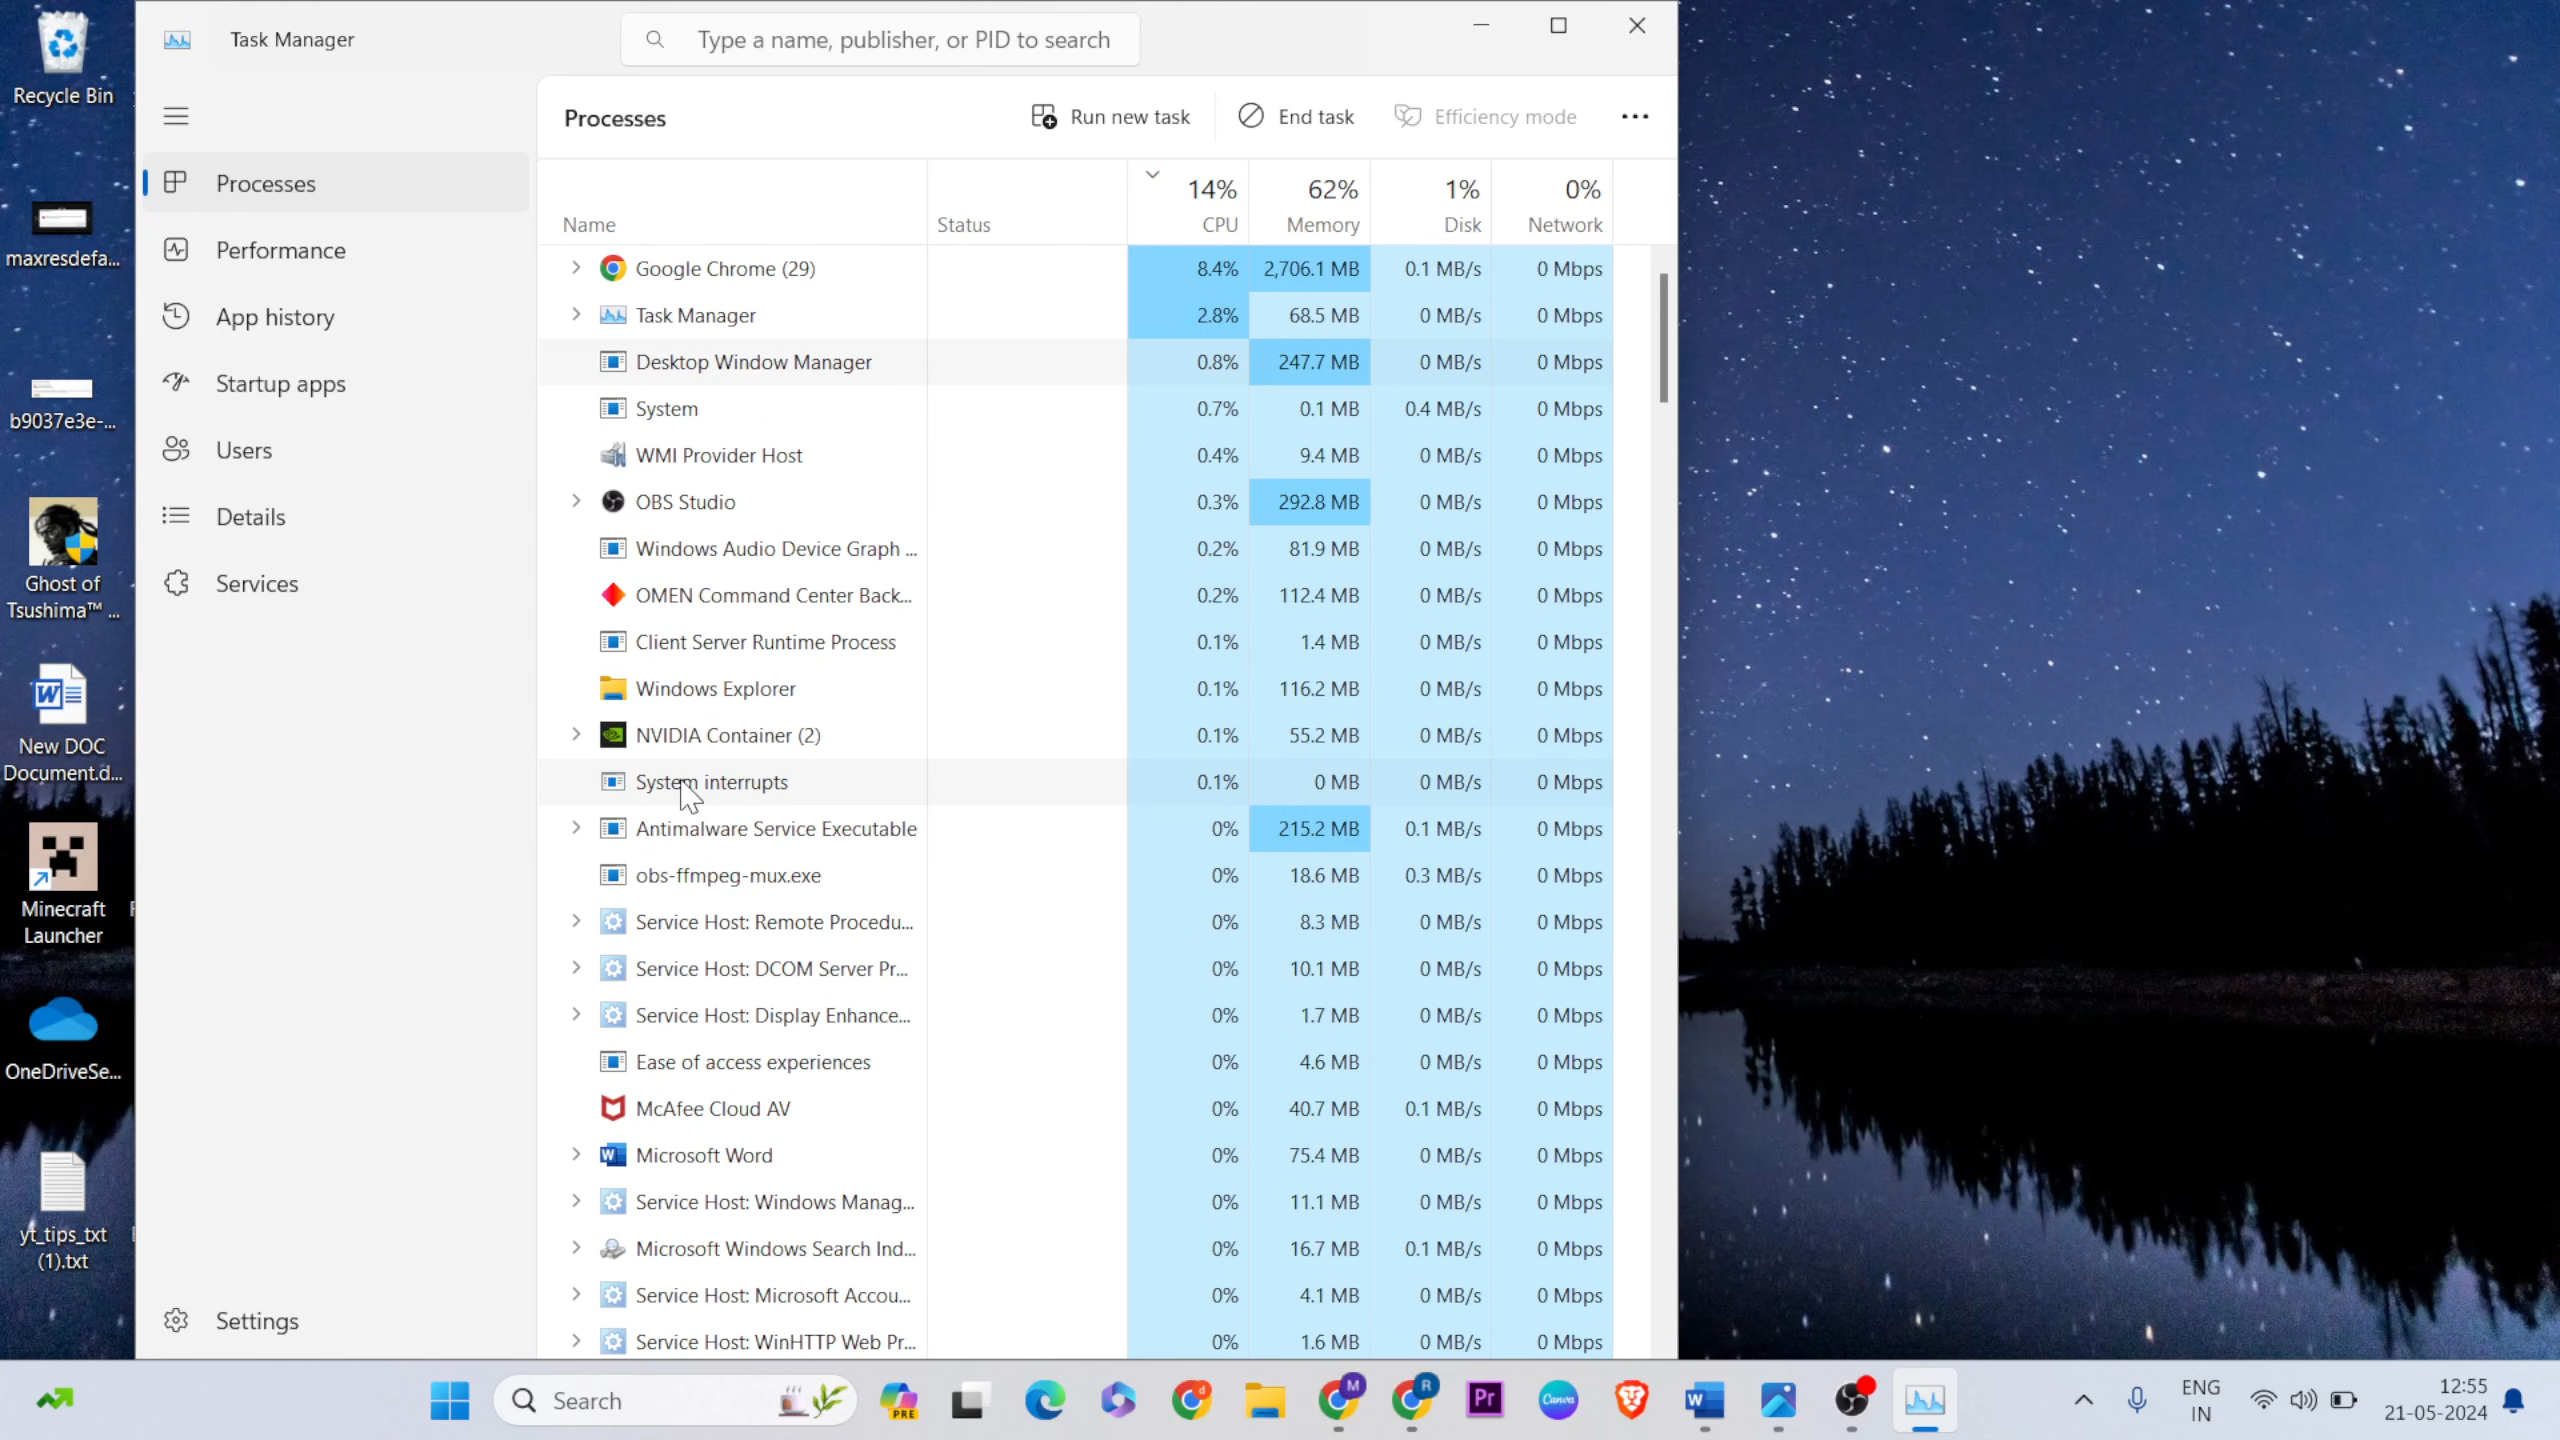 Recycle Bin
maxresdefa...
b9037e3e-...
Ghost of
Tsushima™ ...
New DOC
Document.d...
Minecraft
Launcher
OneDriveSe...
yt_tips_txt
(1).txt
Task Manager
Type a name, publisher, or PID to search
Processes
Performance
App history
Startup apps
Users
Details
Services
Settings
Processes
Run new task
End task
Efficiency mode
14% 62% 1% 0%
Name Status CPU Memory Disk Network
Google Chrome (29) 8.4% 2,706.1 MB 0.1 MB/s 0 Mbps
Task Manager 2.8% 68.5 MB 0 MB/s 0 Mbps
Desktop Window Manager 0.8% 247.7 MB 0 MB/s 0 Mbps
System 0.7% 0.1 MB 0.4 MB/s 0 Mbps
WMI Provider Host 0.4% 9.4 MB 0 MB/s 0 Mbps
OBS Studio 0.3% 292.8 MB 0 MB/s 0 Mbps
Windows Audio Device Graph ... 0.2% 81.9 MB 0 MB/s 0 Mbps
OMEN Command Center Back... 0.2% 112.4 MB 0 MB/s 0 Mbps
Client Server Runtime Process 0.1% 1.4 MB 0 MB/s 0 Mbps
Windows Explorer 0.1% 116.2 MB 0 MB/s 0 Mbps
NVIDIA Container (2) 0.1% 55.2 MB 0 MB/s 0 Mbps
System interrupts 0.1% 0 MB 0 MB/s 0 Mbps
Antimalware Service Executable 0% 215.2 MB 0.1 MB/s 0 Mbps
obs-ffmpeg-mux.exe 0% 18.6 MB 0.3 MB/s 0 Mbps
Service Host: Remote Procedu... 0% 8.3 MB 0 MB/s 0 Mbps
Service Host: DCOM Server Pr... 0% 10.1 MB 0 MB/s 0 Mbps
Service Host: Display Enhance... 0% 1.7 MB 0 MB/s 0 Mbps
Ease of access experiences 0% 4.6 MB 0 MB/s 0 Mbps
McAfee Cloud AV 0% 40.7 MB 0.1 MB/s 0 Mbps
Microsoft Word 0% 75.4 MB 0 MB/s 0 Mbps
Service Host: Windows Manag... 0% 11.1 MB 0 MB/s 0 Mbps
Microsoft Windows Search Ind... 0% 16.7 MB 0.1 MB/s 0 Mbps
Service Host: Microsoft Accou... 0% 4.1 MB 0 MB/s 0 Mbps
Service Host: WinHTTP Web Pr... 0% 1.6 MB 0 MB/s 0 Mbps
Search
PRE
d
M
R
Pr
Canva
W
ENG
IN
12:55
21-05-2024